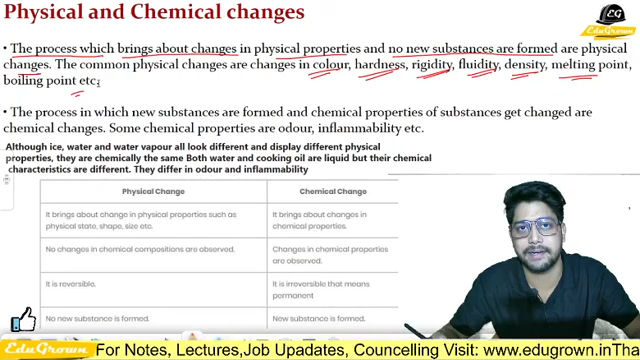 Physical and Chemical changes
EG
EduGrown
The process which brings about changes in physical properties and no new substances are formed are physical
changes. The common physical changes are changes in colour, hardness, rigidity, fluidity, density, melting point,
boiling point etc.
The process in which new substances are formed and chemical properties of substances get changed are
chemical changes. Some chemical properties are odour, inflammability etc.
Although ice, water and water vapour all look different and display different physical
properties, they are chemically the same Both water and cooking oil are liquid but their chemical
characteristics are different. They differ in odour and inflammability
Physical Change
Chemical Change
It brings about change in physical properties such as
physical state, shape, size etc.
It brings about changes in
chemical properties.
No changes in chemical compositions are observed.
Changes in chemical properties
are observed.
It is reversible.
It is irreversible that means
permanent
No new substance is formed.
New substance is formed.
EduGrown
For Notes, Lectures,Job Upadates, Councelling Visit: www.edugrown.inTha